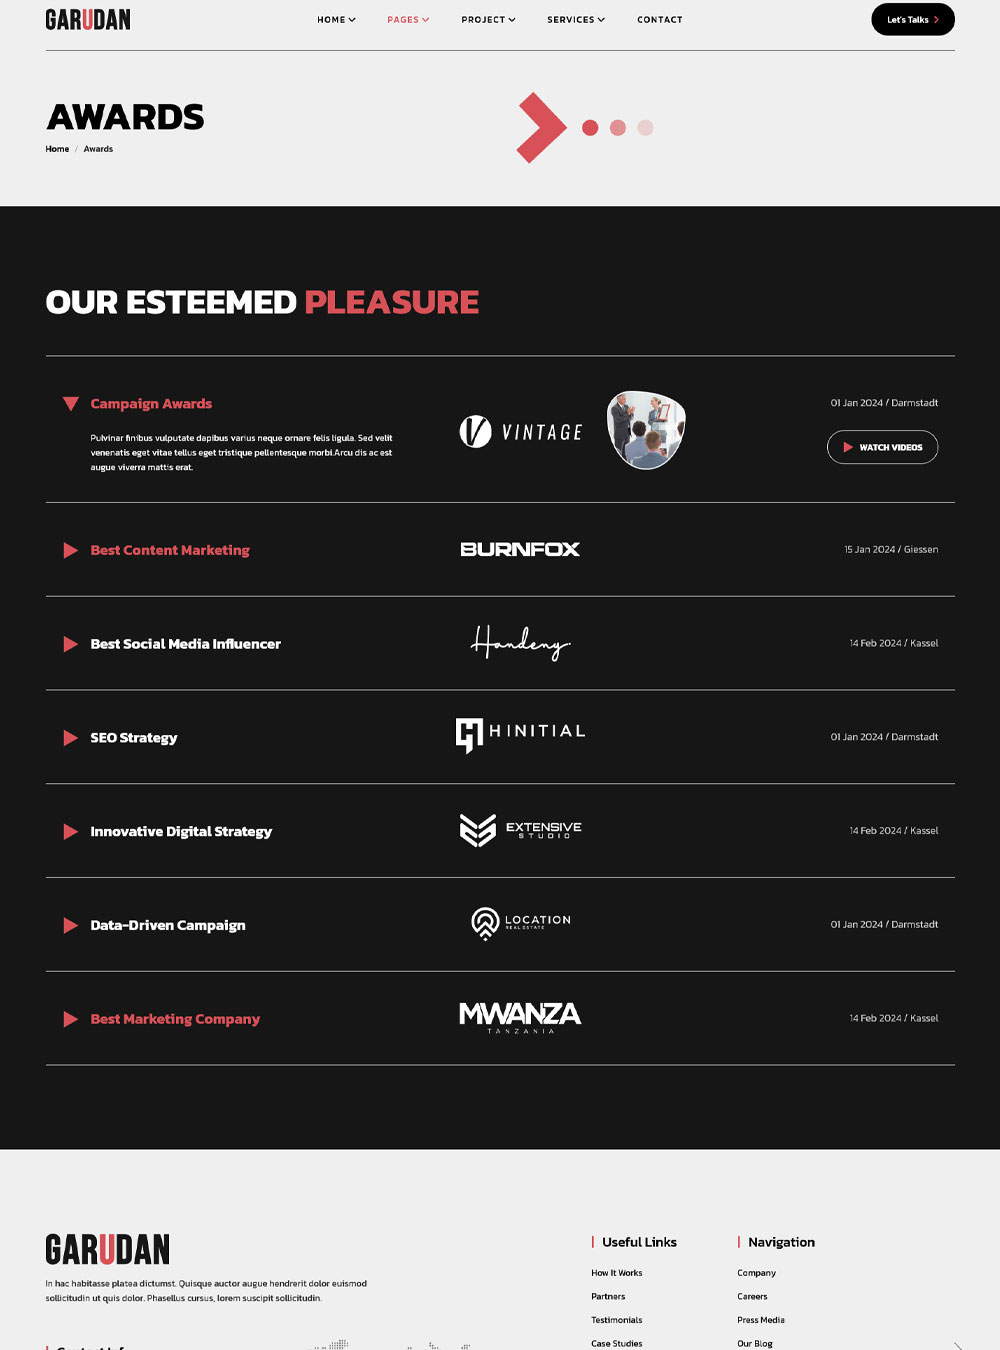 GARUDAN
HOME PAGES PROJECT SERVICES CONTACT
Let's Talks
AWARDS
Home / Awards
OUR ESTEEMED PLEASURE
Campaign Awards
Pulvinar finibus vulputate dapibus varius neque ornare felis ligula. Sed velit
venenatis eget vitae tellus eget tristique pellentesque morbi.Arcu dis ac est
augue viverra mattis erat.
V VINTAGE
01 Jan 2024 / Darmstadt
WATCH VIDEOS
Best Content Marketing
BURNFOX
15 Jan 2024 / Giessen
Best Social Media Influencer
Handeny
14 Feb 2024 / Kassel
SEO Strategy
H INITIAL
01 Jan 2024 / Darmstadt
Innovative Digital Strategy
EXTENSIVE
STUDIO
14 Feb 2024 / Kassel
Data-Driven Campaign
LOCATION
REAL ESTATE
01 Jan 2024 / Darmstadt
Best Marketing Company
MWANZA
TANZANIA
14 Feb 2024 / Kassel
GARUDAN
In hac habitasse platea dictumst. Quisque auctor augue hendrerit dolor euismod
sollicitudin ut quis dolor. Phasellus cursus, lorem suscipit sollicitudin.
Useful Links
How It Works
Partners
Testimonials
Case Studies
Navigation
Company
Careers
Press Media
Our Blog